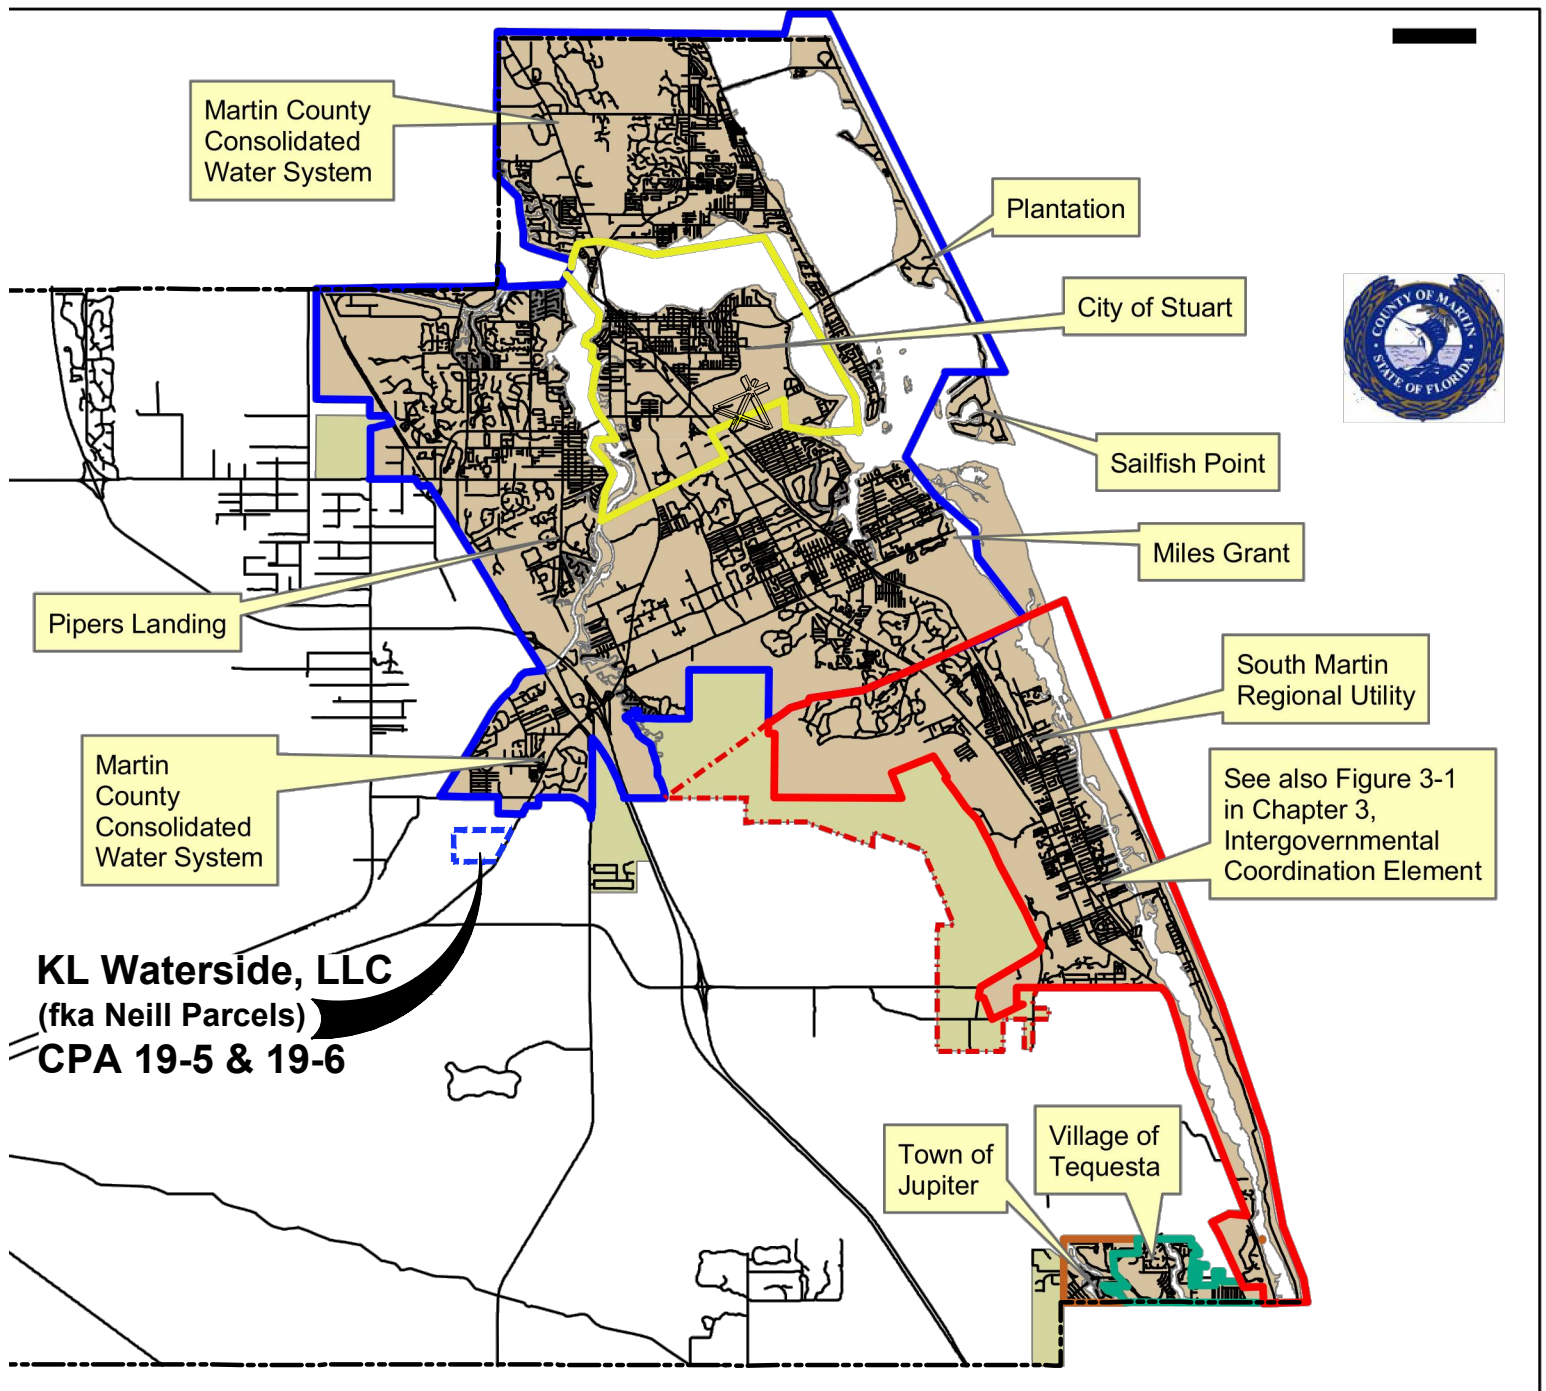 Martin County
Consolidated
Water System
Plantation
City of Stuart
COUNTY OF MARTIN
STATE OF FLORIDA
Sailfish Point
Miles Grant
Pipers Landing
South Martin
Regional Utility
Martin
County
Consolidated
Water System
See also Figure 3-1
in Chapter 3,
Intergovernmental
Coordination Element
KL Waterside, LLC
(fka Neill Parcels)
CPA 19-5 & 19-6
Town of
Jupiter
Village of
Tequesta